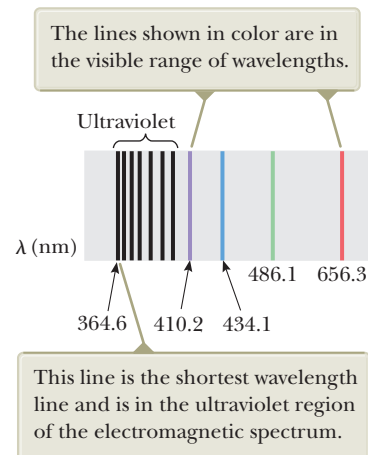 The lines shown in color are in
the visible range of wavelengths.
Ultraviolet
λ (nm)
486.1 656.3
364.6 410.2 434.1
This line is the shortest wavelength
line and is in the ultraviolet region
of the electromagnetic spectrum.